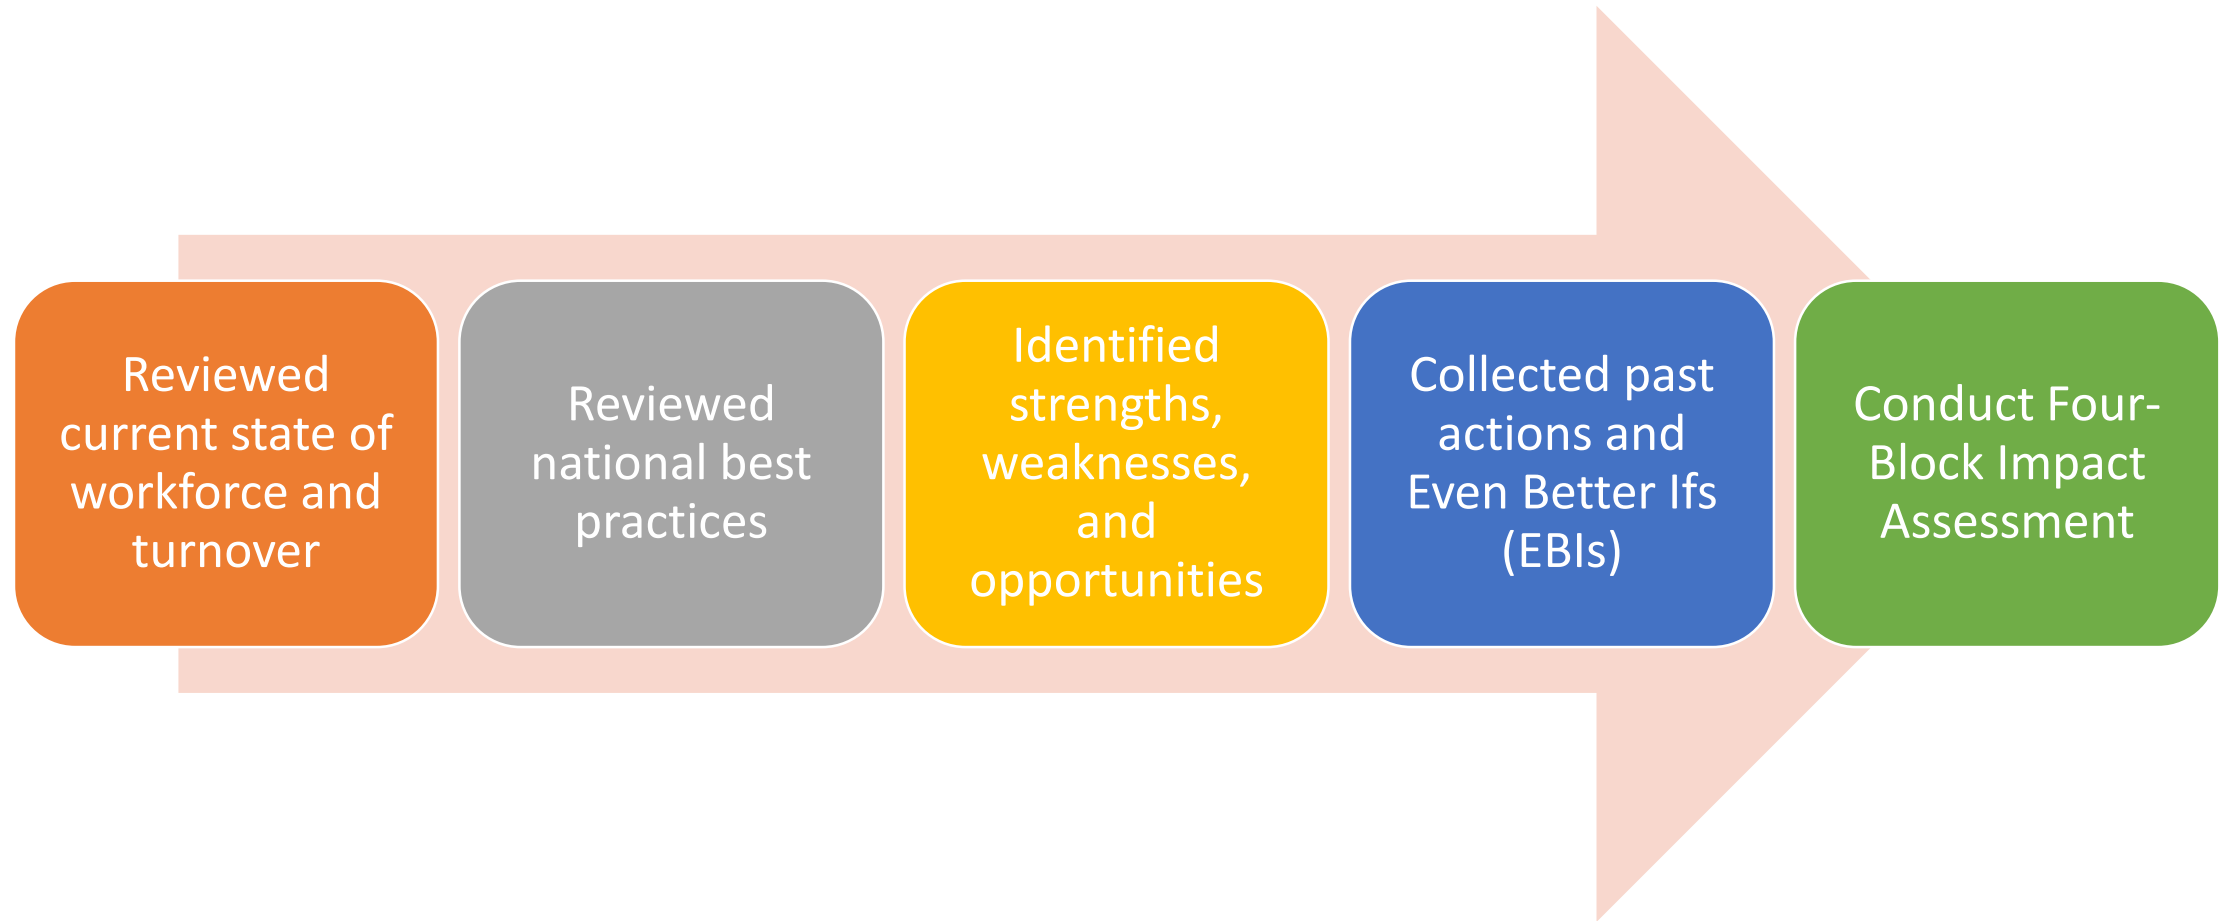 Reviewed
current state of
workforce and
turnover
Reviewed
national best
practices
Identified
strengths,
weaknesses,
and
opportunities
Collected past
actions and
Even Better Ifs
(EBIs)
Conduct Four-
Block Impact
Assessment